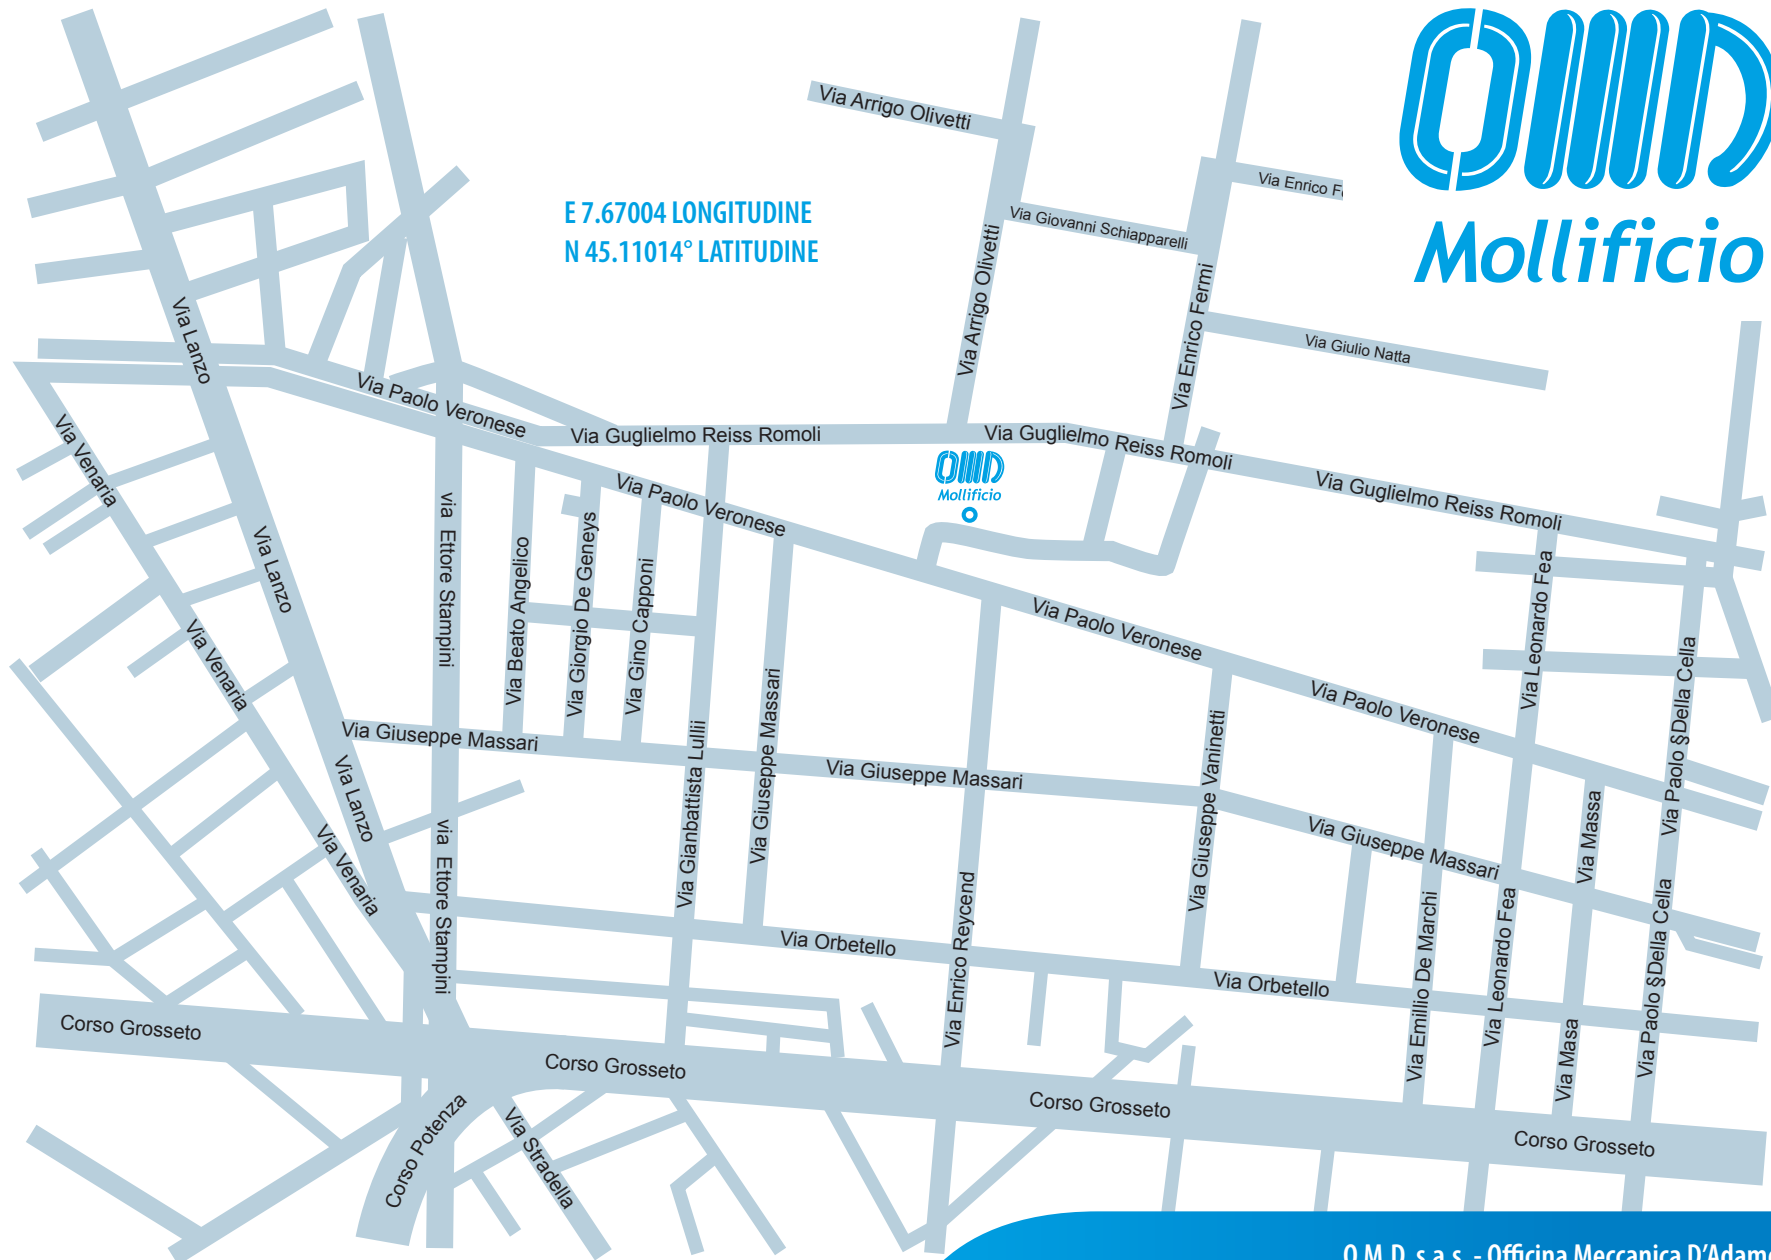 OMD
Mollificio
Via Arrigo Olivetti
Via Enrico F
E 7.67004 LONGITUDINE
N 45.11014° LATITUDINE
Via Giovanni Schiapparelli
Via Arrigo Olivetti
Via Enrico Fermi
Via Giulio Natta
Via Lanzo
Via Paolo Veronese
Via Guglielmo Reiss Romoli
Via Guglielmo Reiss Romoli
Via Guglielmo Reiss Romoli
Via Venaria
OMD
Mollificio
Via Paolo Veronese
via Ettore Stampini
Via Beato Angelico
Via Giorgio De Geneys
Via Gino Capponi
Via Lanzo
Via Paolo Veronese
Via Leonardo Fea
Via Venaria
Via Paolo Veronese
Via Paolo §Della Cella
Via Giuseppe Massari
Via Gianbattista Lullii
Via Giuseppe Massari
Via Giuseppe Massari
Via Giuseppe Vaninetti
Via Lanzo
Via Giuseppe Massari
Via Massa
Via Venaria
via Ettore Stampini
Via Orbetello
Via Enrico Reycend
Via Orbetello
Via Emillio De Marchi
Via Leonardo Fea
Via Masa
Via Paolo §Della Cella
Corso Grosseto
Corso Grosseto
Corso Grosseto
Corso Grosseto
Corso Potenza
Via Stradella
O.M.D. s.a.s. - Officina Meccanica D'Adam